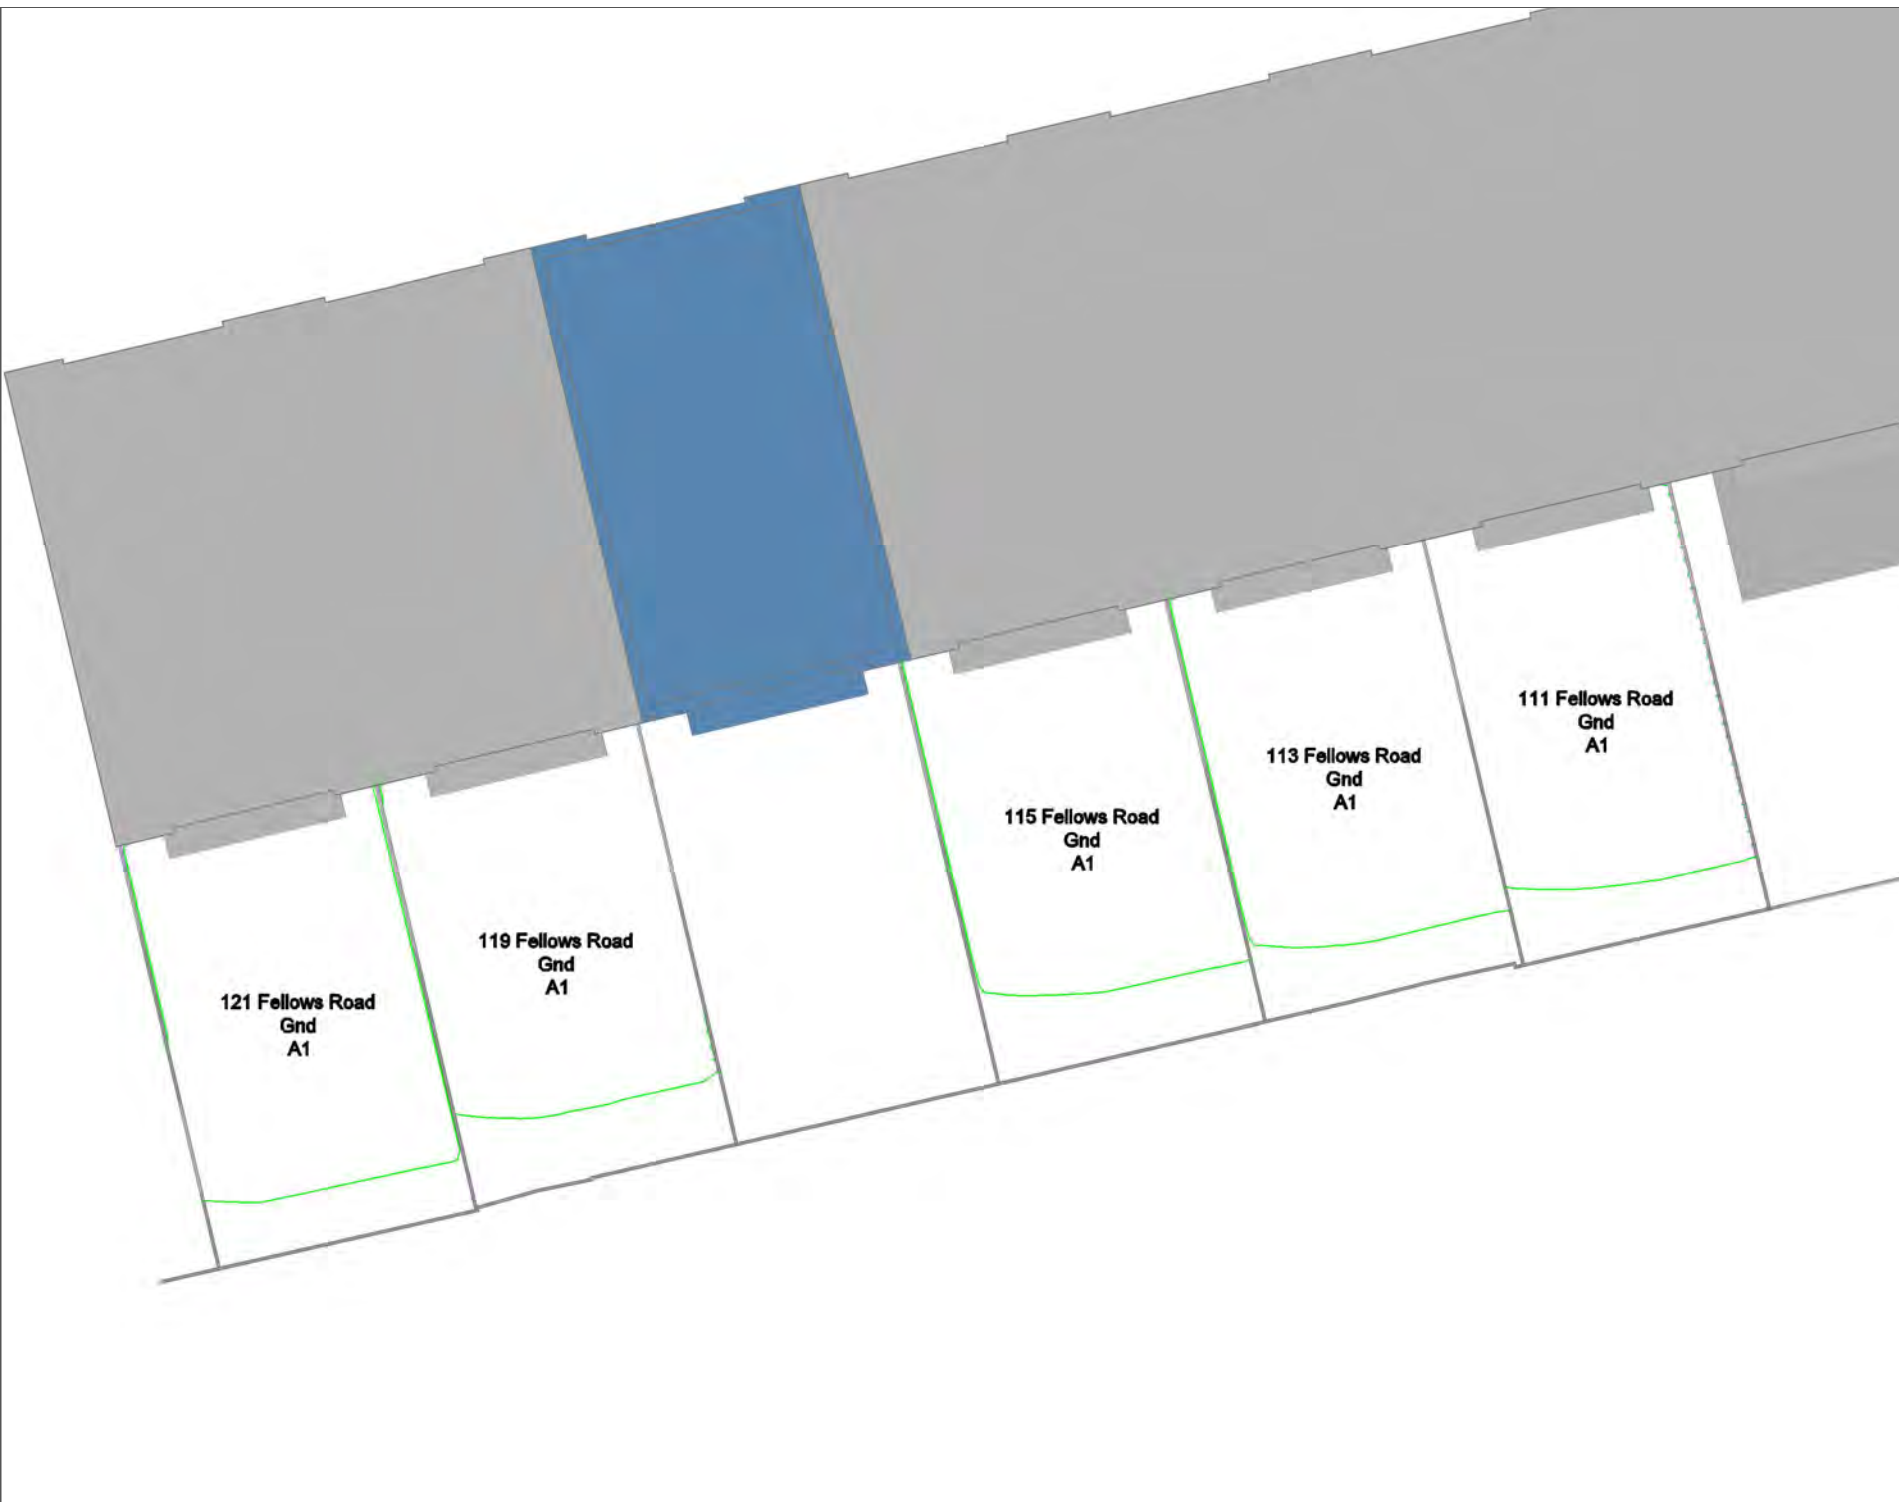 111 Fellows Road
Gnd
A1
113 Fellows Road
Gnd
A1
115 Fellows Road
Gnd
A1
119 Fellows Road
Gnd
A1
121 Fellows Road
Gnd
A1